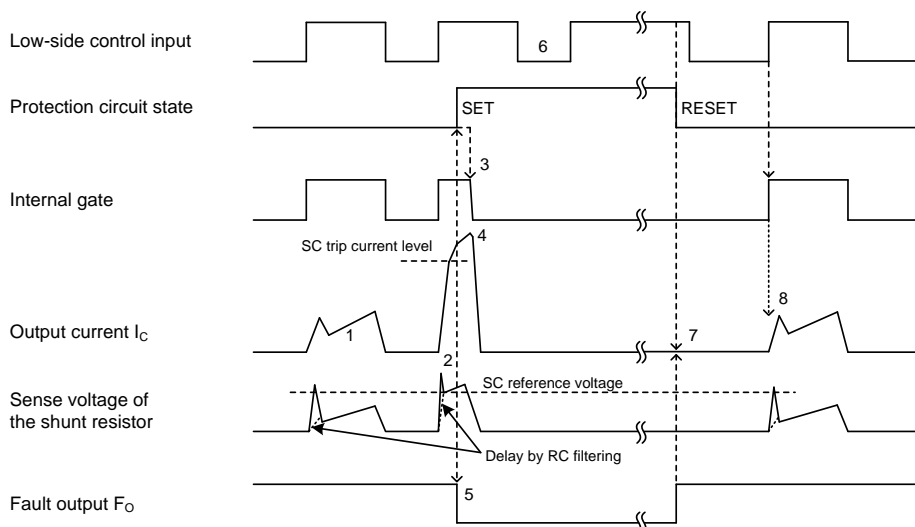 Low-side control input
6
Protection circuit state
SET
RESET
3
Internal gate
4
SC trip current level
8
Output current IC
1
7
2
SC reference voltage
Sense voltage of
the shunt resistor
Delay by RC filtering
5
Fault output FO